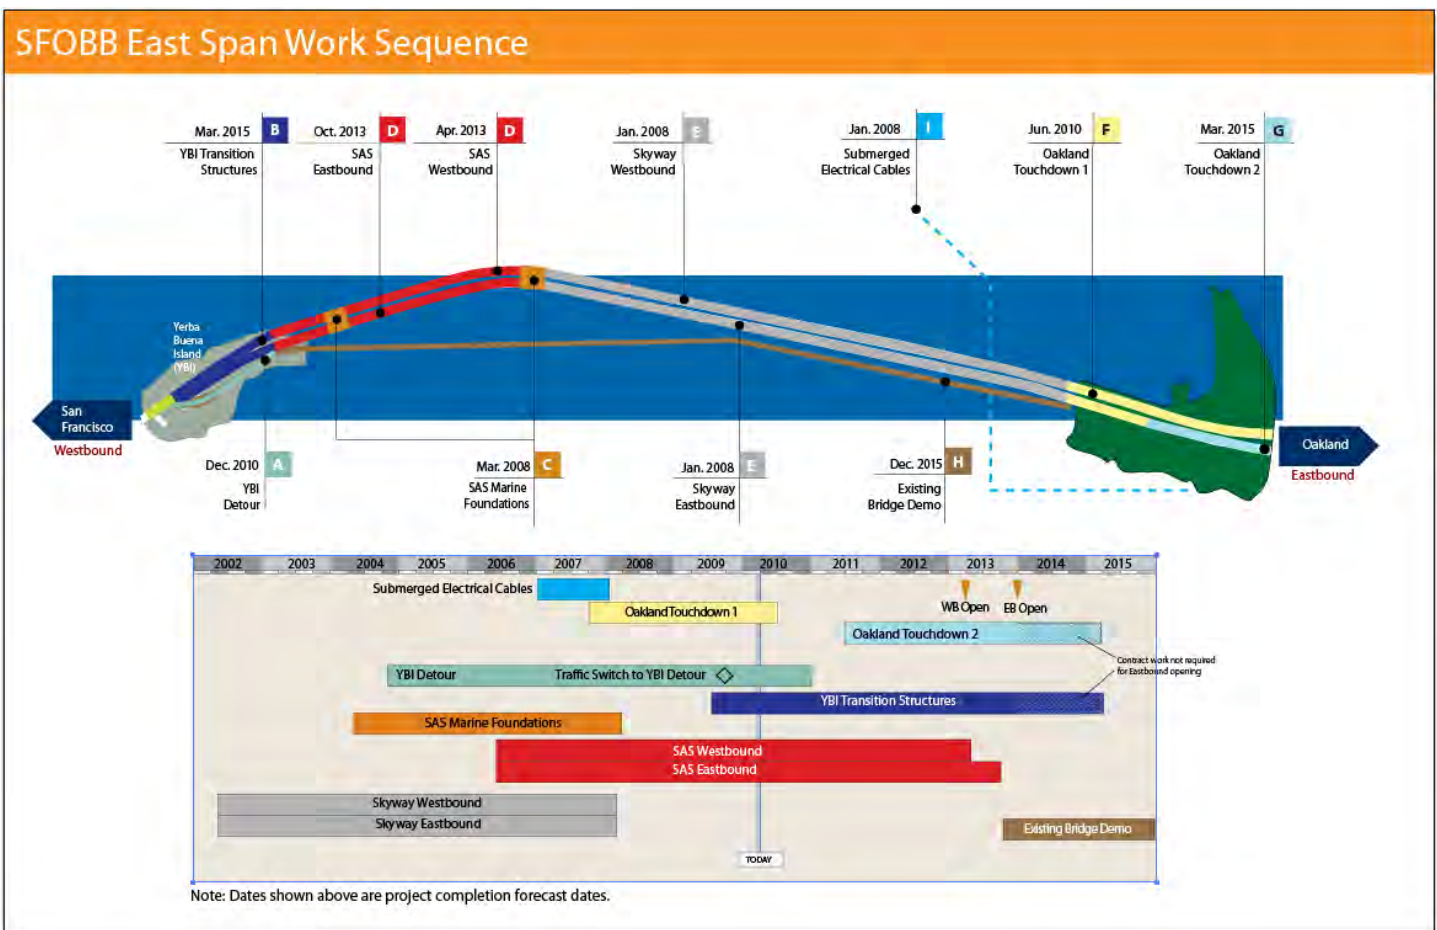 SFOBB East Span Work Sequence
Mar. 2015 B
YBI Transition
Structures
Oct. 2013 D
SAS
Eastbound
Apr. 2013 D
SAS
Westbound
Jan. 2008 E
Skyway
Westbound
Jan. 2008 I
Submerged
Electrical Cables
Jun. 2010 F
Oakland
Touchdown 1
Mar. 2015 G
Oakland
Touchdown 2
Yerba
Buena
Island
(YBI)
San
Francisco
Westbound
Oakland
Eastbound
Dec. 2010 A
YBI
Detour
Mar. 2008 C
SAS Marine
Foundations
Jan. 2008 E
Skyway
Eastbound
Dec. 2015 H
Existing
Bridge Demo
2002 2003 2004 2005 2006 2007 2008 2009 2010 2011 2012 2013 2014 2015
Submerged Electrical Cables
Oakland Touchdown 1
WB Open EB Open
Oakland Touchdown 2
Contract work not required
for Eastbound opening
YBI Detour Traffic Switch to YBI Detour
YBI Transition Structures
SAS Marine Foundations
SAS Westbound
SAS Eastbound
Skyway Westbound
Skyway Eastbound
Existing Bridge Demo
TODAY
Note: Dates shown above are project completion forecast dates.